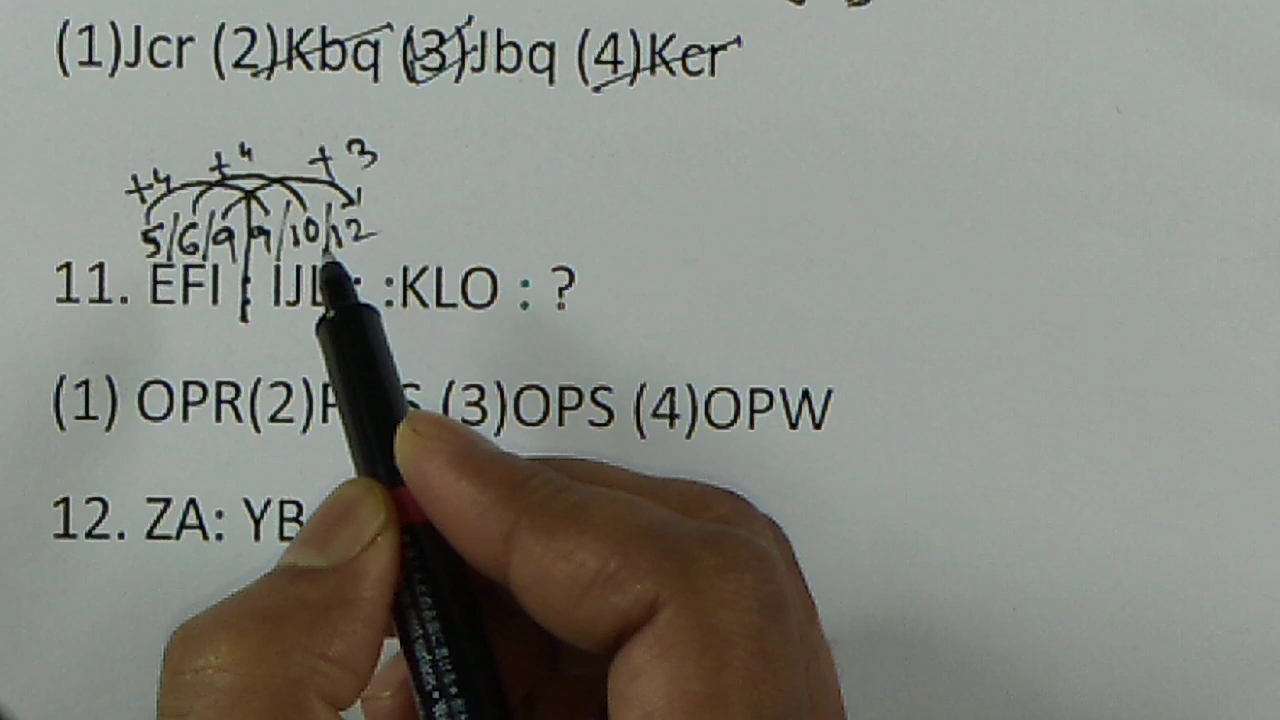 (1)Jcr (2)Kbq (3)Jbq (4)Kcr
+4 +4 +3
5/6/9/9/10/12
11. EFI : IJL : :KLO : ?
(1) OPR(2) (3)OPS (4)OPW
12. ZA: YB